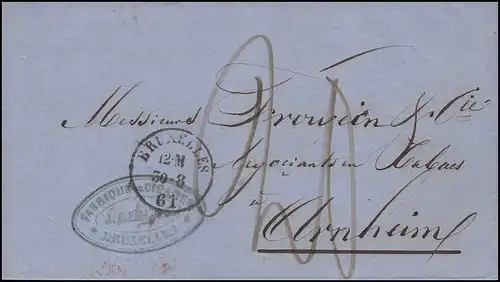 Messieurs Frowein & Cie
Negociants en Tabacs
à
Arnheim
BRUXELLES
12-M
30-8
61
FABRIQUE DE CIGARES
BRUXELLES